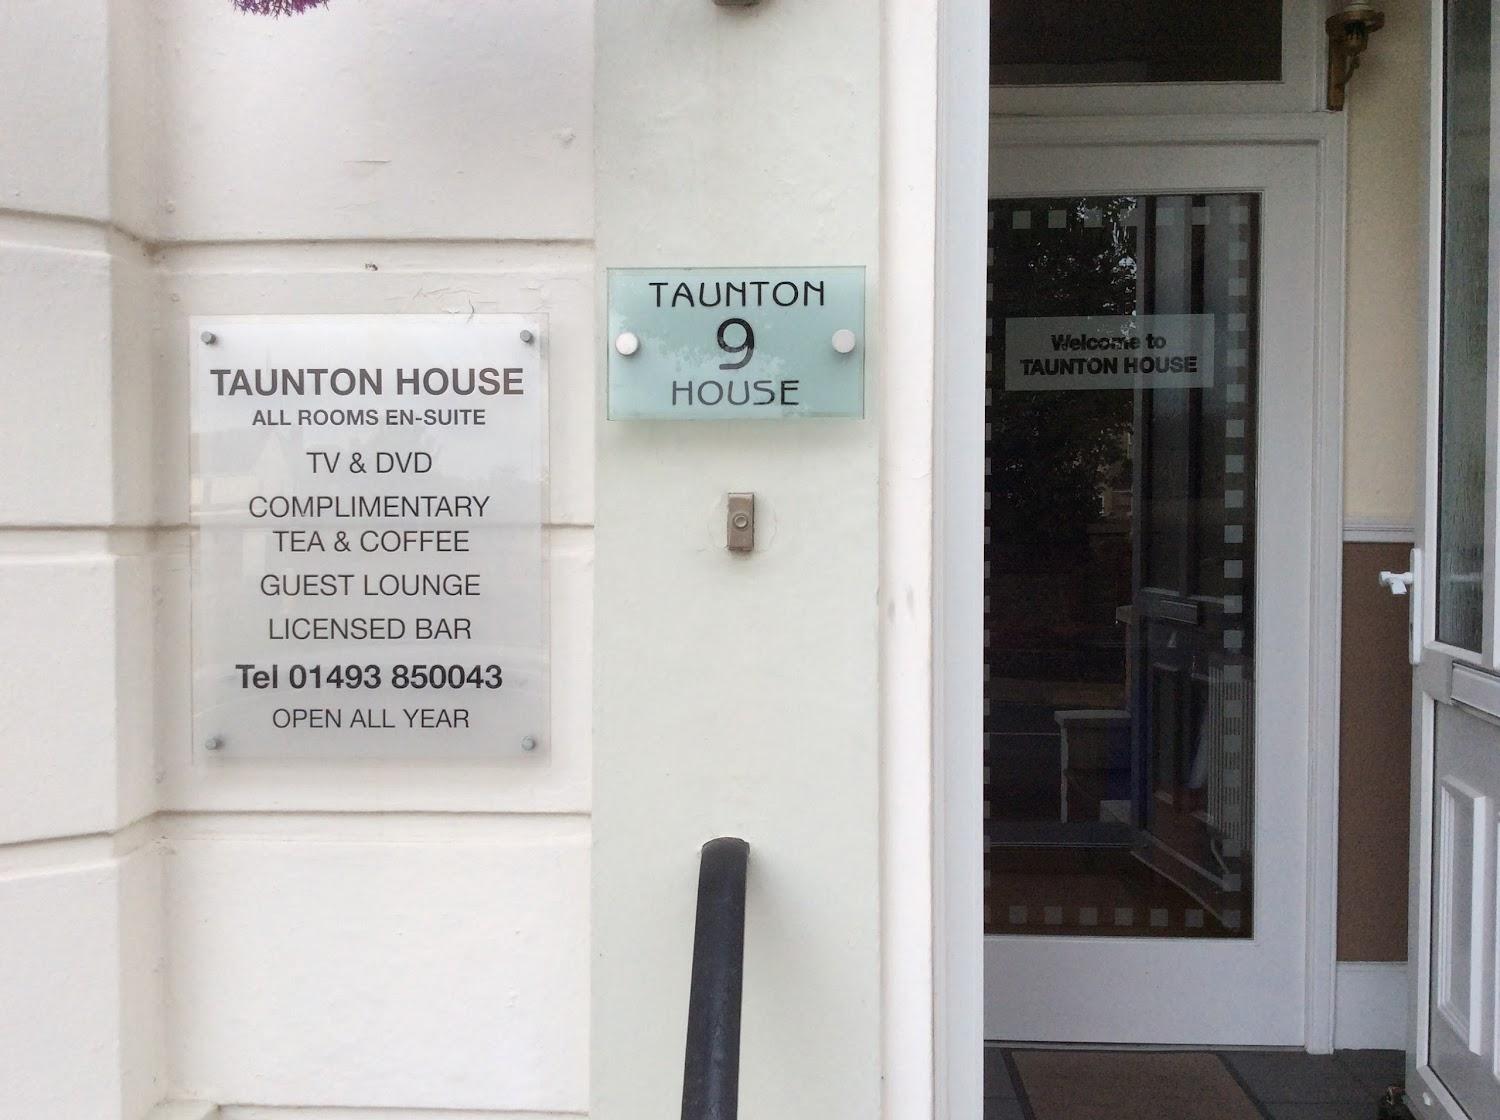 TAUNTON HOUSE
ALL ROOMS EN-SUITE
TV & DVD
COMPLIMENTARY
TEA & COFFEE
GUEST LOUNGE
LICENSED BAR
Tel 01493 850043
OPEN ALL YEAR
TAUNTON
9
HOUSE
Welcome to
TAUNTON HOUSE